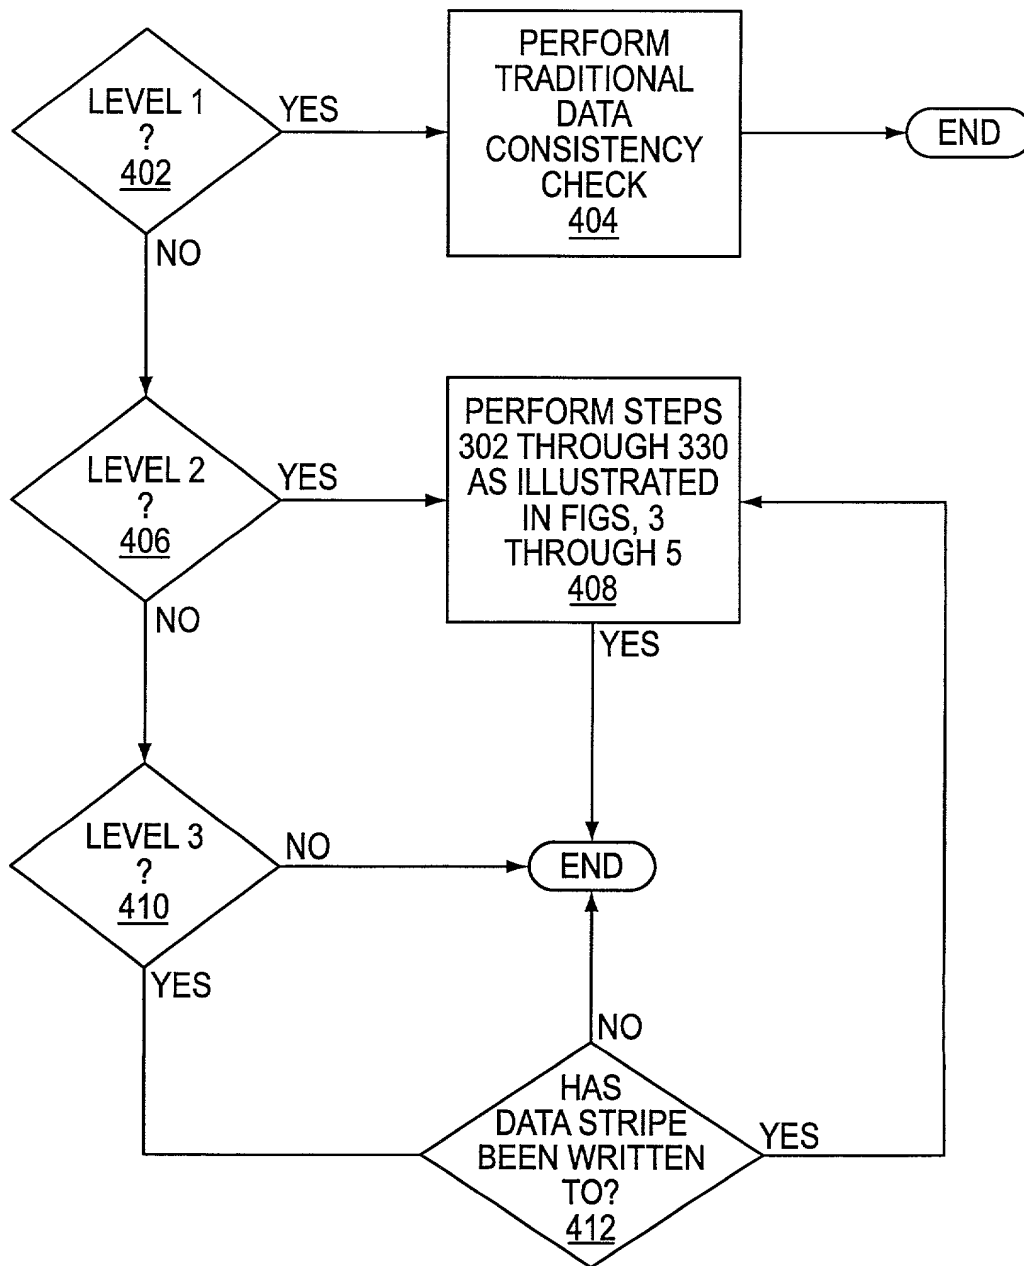 LEVEL 1
?
402
YES
NO
PERFORM
TRADITIONAL
DATA
CONSISTENCY
CHECK
404
END
LEVEL 2
?
406
YES
NO
PERFORM STEPS
302 THROUGH 330
AS ILLUSTRATED
IN FIGS, 3
THROUGH 5
408
YES
LEVEL 3
?
410
NO
YES
END
NO
HAS
DATA STRIPE
BEEN WRITTEN
TO?
412
YES